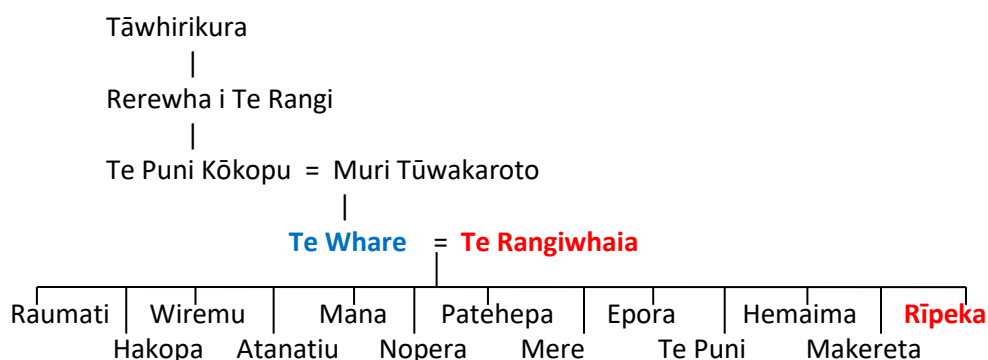 Tāwhirikura
|
Rerewha i Te Rangi
|
Te Puni Kōkopu = Muri Tūwakaroto
|
Te Whare = Te Rangiwhaia
Raumati Wiremu Mana Patehepa Epora Hemaima Rīpeka
Hakopa Atanatiu Nopera Mere Te Puni Makereta